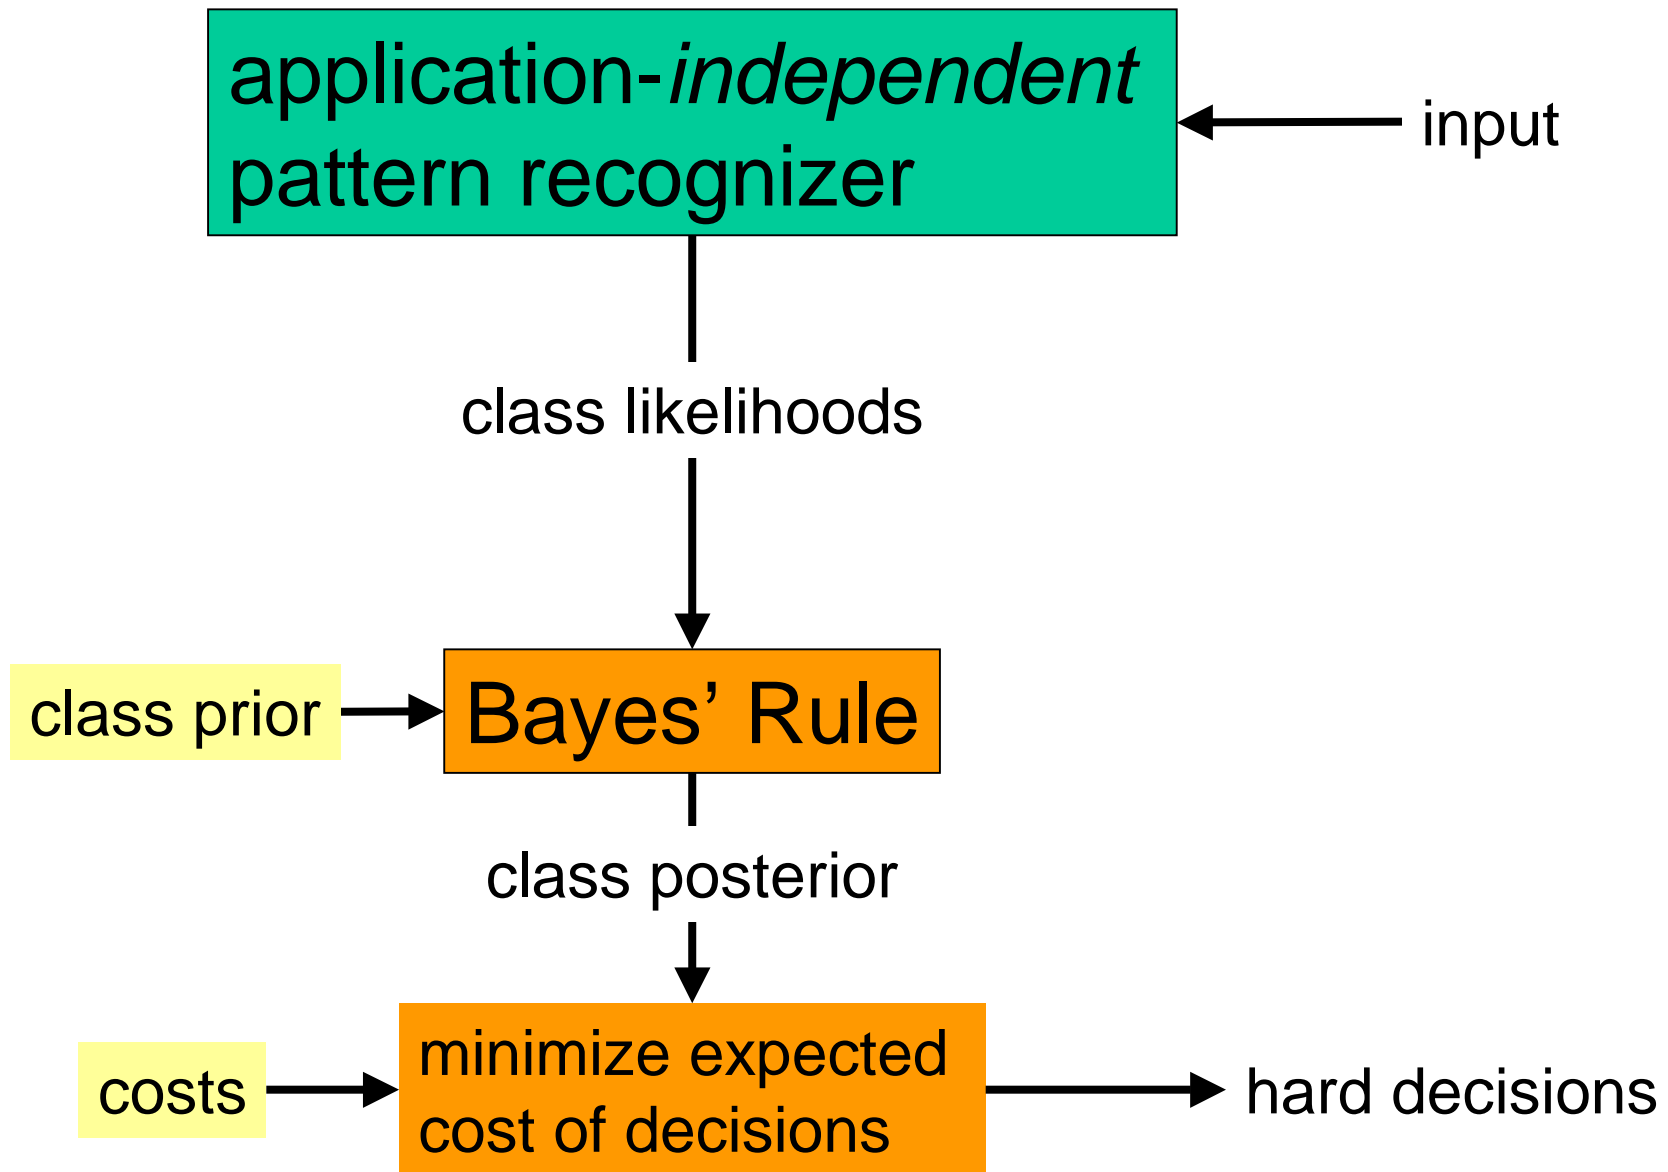 application-independent
pattern recognizer
input
class likelihoods
class prior
Bayes’ Rule
class posterior
costs
minimize expected
cost of decisions
hard decisions